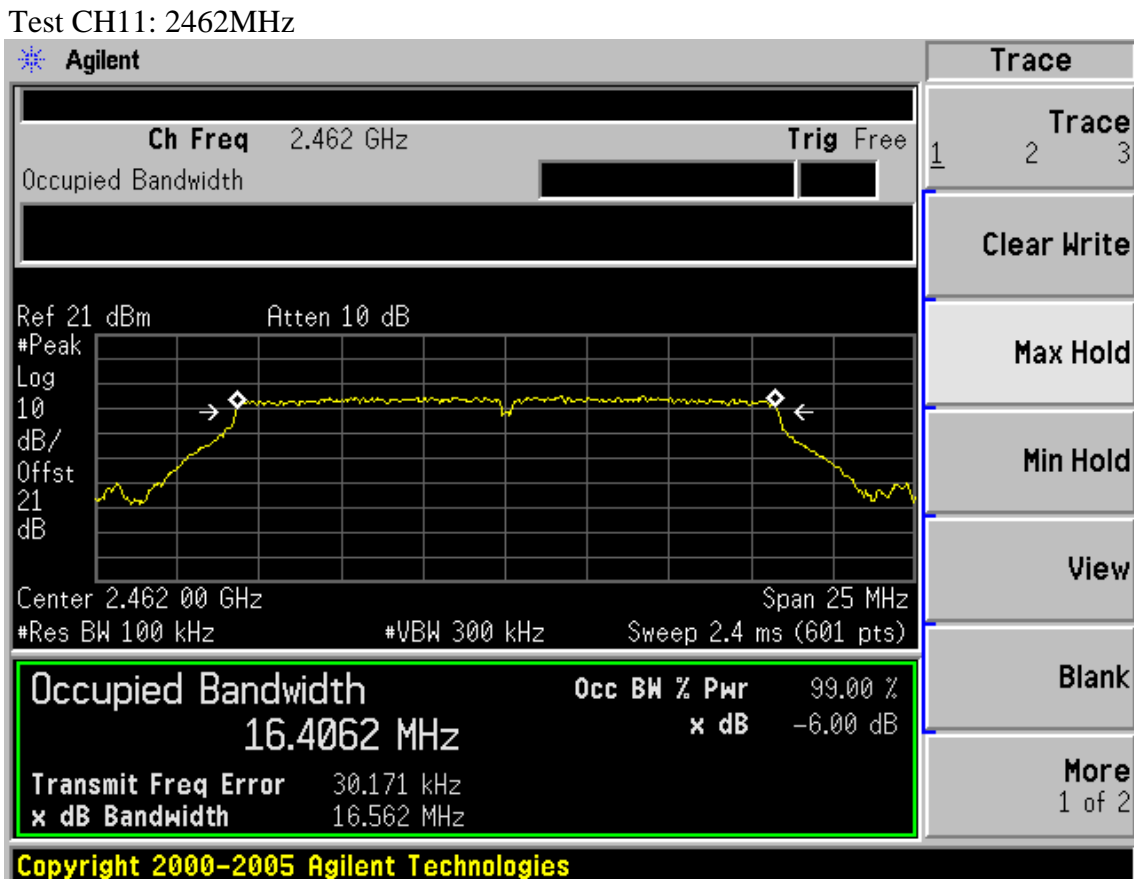 Test CH11: 2462MHz
Agilent
Trace
Ch Freq 2.462 GHz Trig Free
Occupied Bandwidth
Trace
1 2 3
Clear Write
Max Hold
Min Hold
View
Blank
More
1 of 2
Ref 21 dBm Atten 10 dB
#Peak
Log
10
dB/
Offst
21
dB
Center 2.462 00 GHz Span 25 MHz
#Res BW 100 kHz #VBW 300 kHz Sweep 2.4 ms (601 pts)
Occupied Bandwidth Occ BW % Pwr 99.00 %
16.4062 MHz x dB -6.00 dB
Transmit Freq Error 30.171 kHz
x dB Bandwidth 16.562 MHz
Copyright 2000-2005 Agilent Technologies